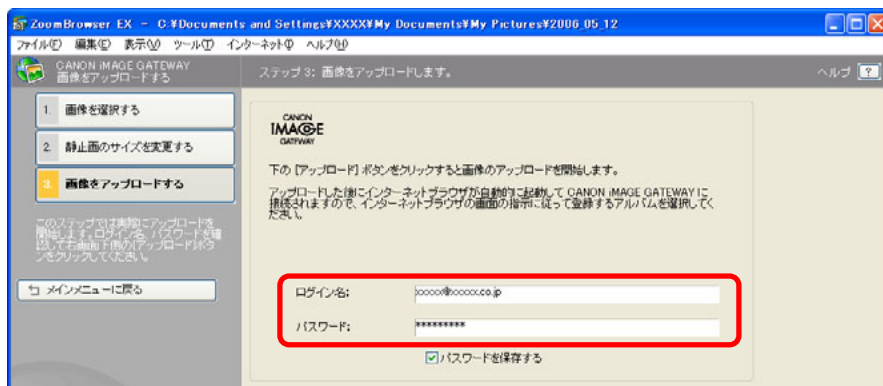 ZoomBrowser EX - C:¥Documents and Settings¥XXXX¥My Documents¥My Pictures¥2006_05_12
ファイル(F) 編集(E) 表示(V) ツール(T) インターネット(I) ヘルプ(H)
CANON iMAGE GATEWAY
画像をアップロードする
ステップ 3: 画像をアップロードします。
ヘルプ ?
1. 画像を選択する
2. 静止画のサイズを変更する
3. 画像をアップロードする
このステップでは実際にアップロードを
開始します。ログイン名、パスワードを確
認して右画面下側の[アップロード]ボタ
ンをクリックしてください。
メインメニューに戻る
CANON
IMAGE
GATEWAY
下の [アップロード] ボタンをクリックすると画像のアップロードを開始します。
アップロードした後にインターネットブラウザが自動的に起動して CANON iMAGE GATEWAY に
接続されますので、インターネットブラウザの画面の指示に従って登録するアルバムを選択してく
ださい。
ログイン名: xxxxx@xxxxx.co.jp
パスワード: *********
パスワードを保存する